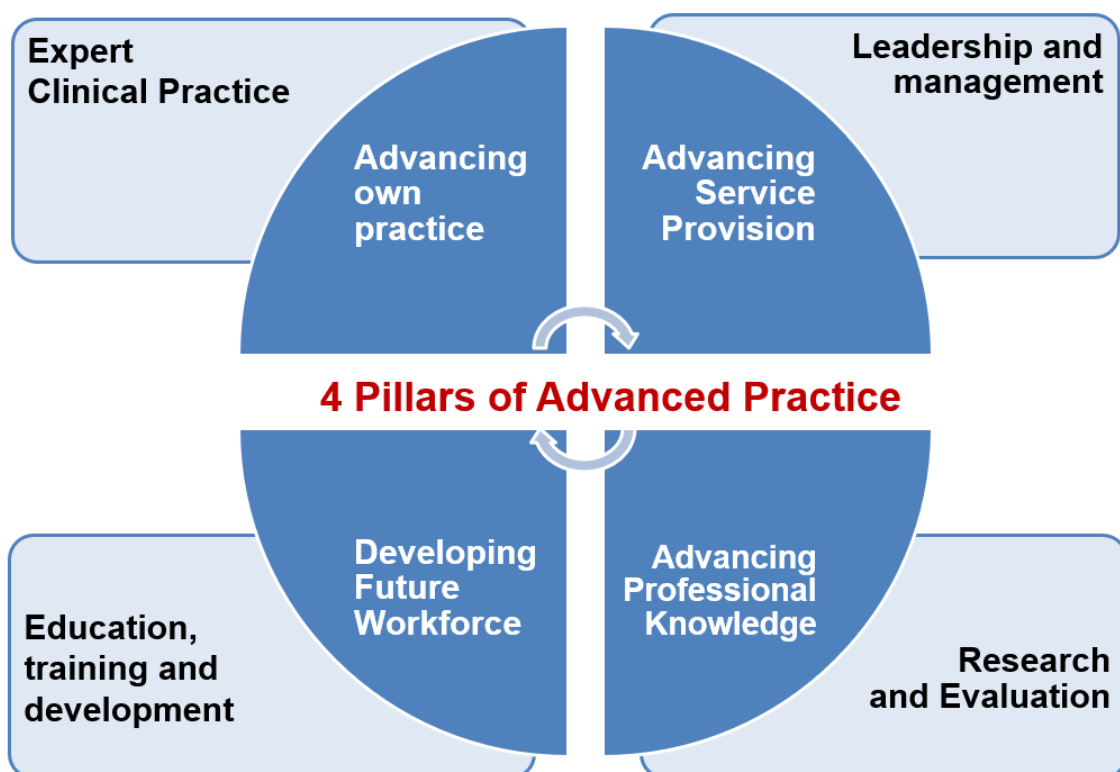 Expert
Clinical Practice
Leadership and
management
Advancing
own
practice
Advancing
Service
Provision
4 Pillars of Advanced Practice
Developing
Future
Workforce
Advancing
Professional
Knowledge
Education,
training and
development
Research
and Evaluation